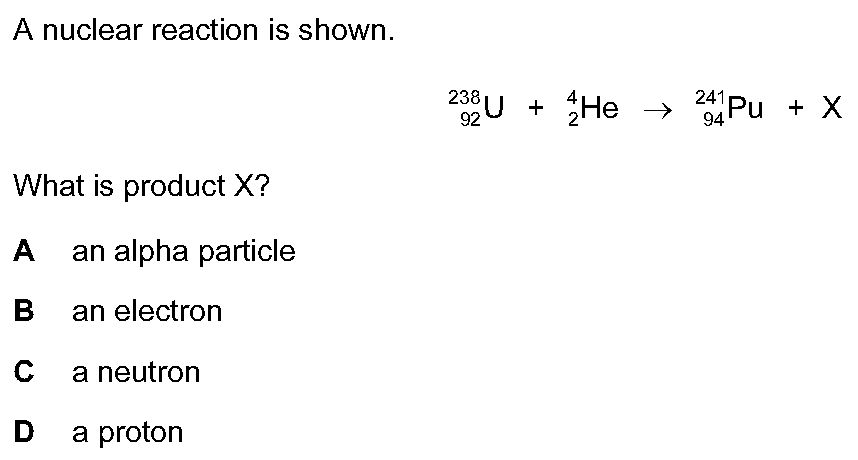 A nuclear reaction is shown.
²³⁸₉₂U + ⁴₂He → ²⁴¹₉₄Pu + X
What is product X?
A an alpha particle
B an electron
C a neutron
D a proton